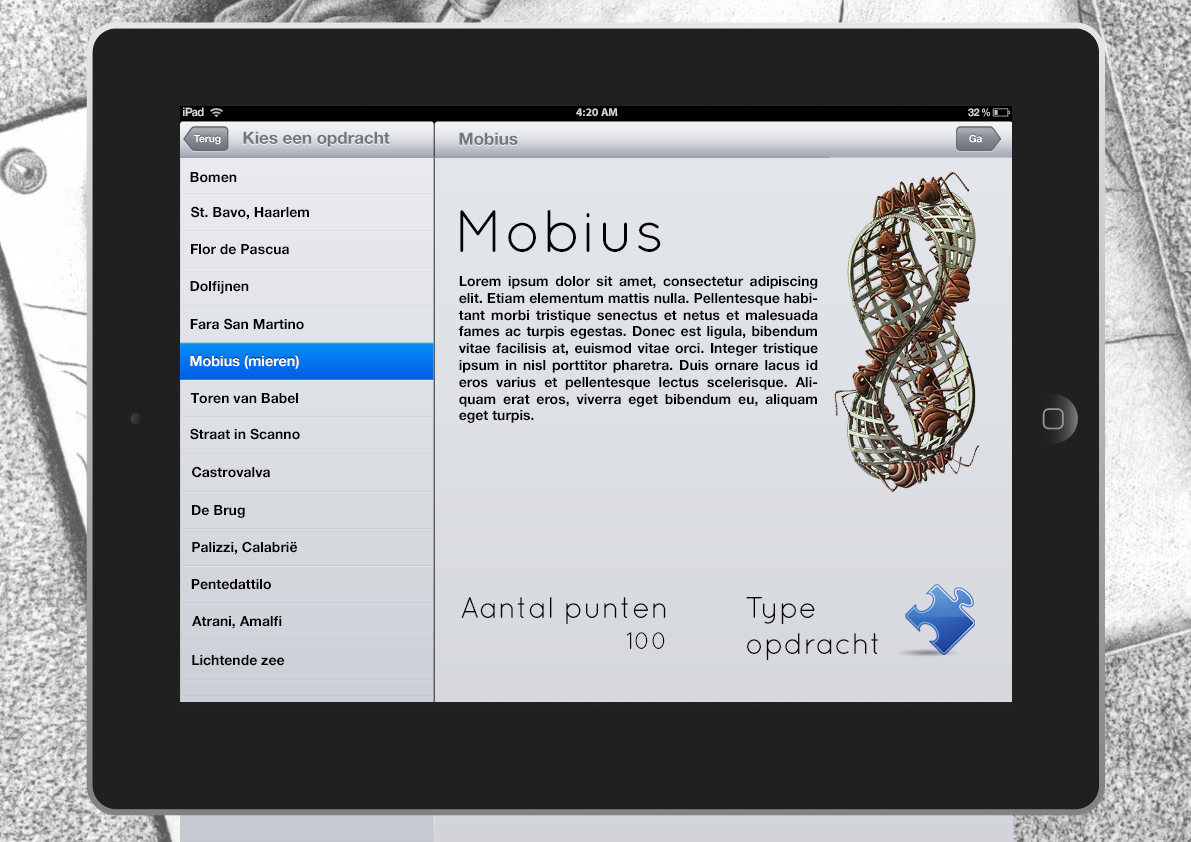 iPad
4:20 AM
32 %
Terug
Kies een opdracht
Mobius
Ga
Bomen
St. Bavo, Haarlem
Flor de Pascua
Dolfijnen
Fara San Martino
Mobius (mieren)
Toren van Babel
Straat in Scanno
Castrovalva
De Brug
Palizzi, Calabrië
Pentedattilo
Atrani, Amalfi
Lichtende zee
Mobius
Lorem ipsum dolor sit amet, consectetur adipiscing
elit. Etiam elementum mattis nulla. Pellentesque habi-
tant morbi tristique senectus et netus et malesuada
fames ac turpis egestas. Donec est ligula, bibendum
vitae facilisis at, euismod vitae orci. Integer tristique
ipsum in nisl porttitor pharetra. Duis ornare lacus id
eros varius et pellentesque lectus scelerisque. Ali-
quam erat eros, viverra eget bibendum eu, aliquam
eget turpis.
Aantal punten
100
Type
opdracht